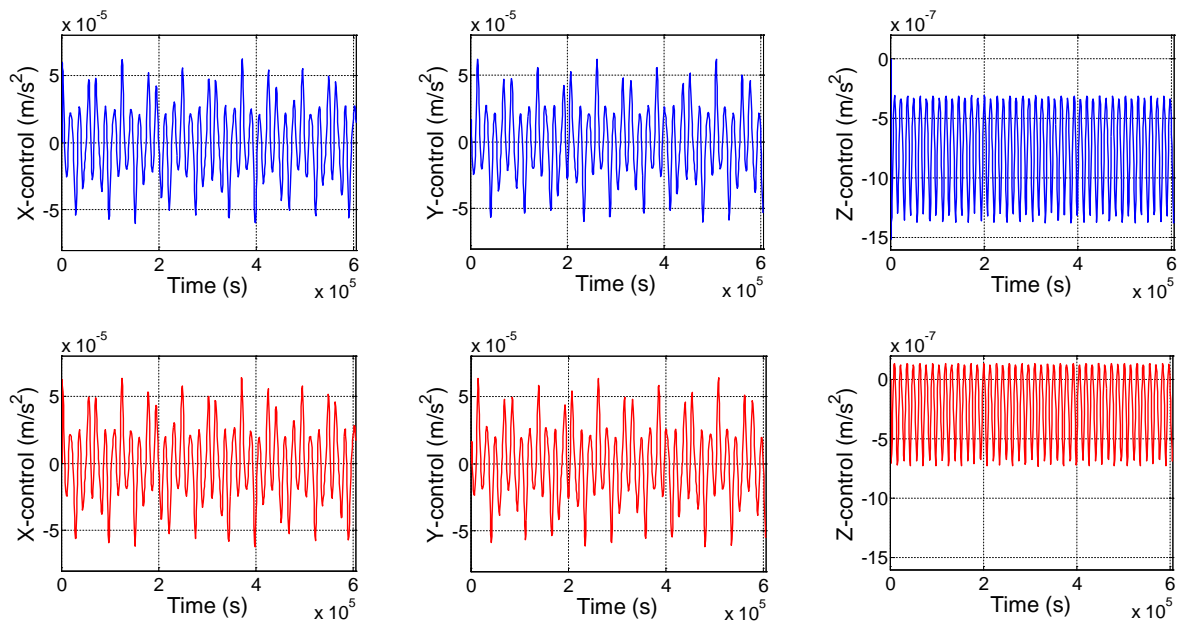 x 10^-5
X-control (m/s^2)
5
0
-5
0 2 4 6
Time (s)
x 10^5
x 10^-5
Y-control (m/s^2)
5
0
-5
0 2 4 6
Time (s)
x 10^5
x 10^-7
Z-control (m/s^2)
0
-5
-10
-15
0 2 4 6
Time (s)
x 10^5
x 10^-5
X-control (m/s^2)
5
0
-5
0 2 4 6
Time (s)
x 10^5
x 10^-5
Y-control (m/s^2)
5
0
-5
0 2 4 6
Time (s)
x 10^5
x 10^-7
Z-control (m/s^2)
0
-5
-10
-15
0 2 4 6
Time (s)
x 10^5